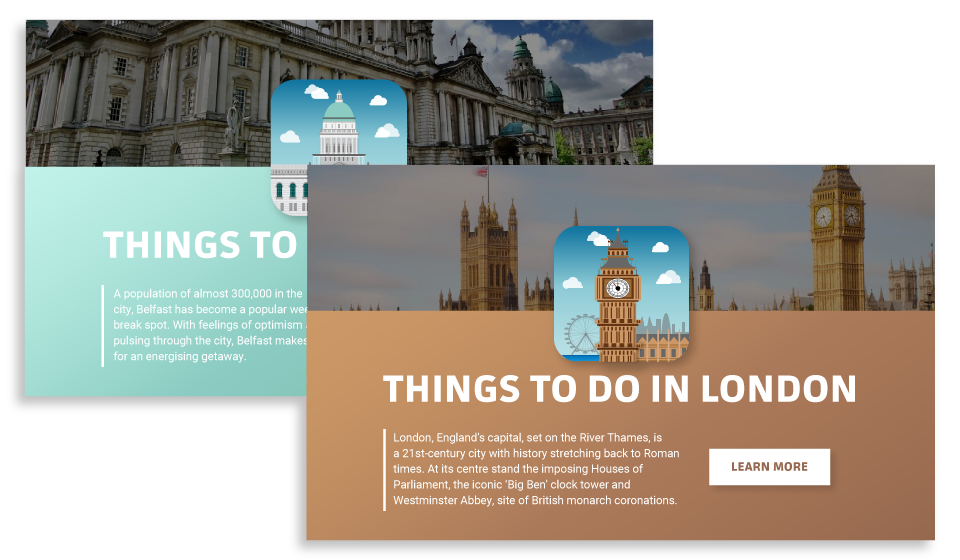 THINGS TO
A population of almost 300,000 in the
city, Belfast has become a popular
break spot. With feelings of optimism
pulsing through the city, Belfast makes
for an energising getaway.
THINGS TO DO IN LONDON
London, England's capital, set on the River Thames, is
a 21st-century city with history stretching back to Roman
times. At its centre stand the imposing Houses of
Parliament, the iconic ‘Big Ben’ clock tower and
Westminster Abbey, site of British monarch coronations.
LEARN MORE